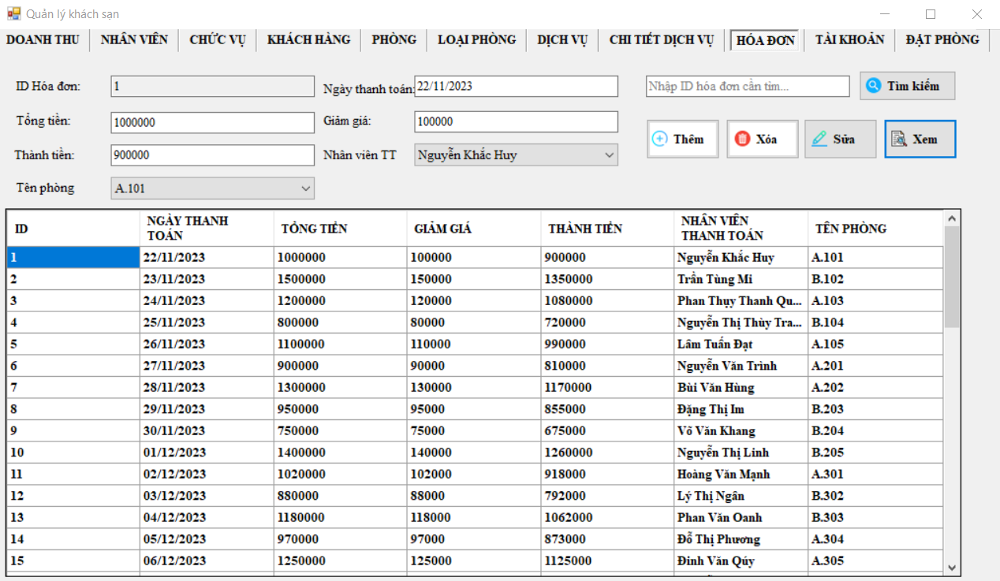 Quản lý khách sạn
DOANH THU NHÂN VIÊN CHỨC VỤ KHÁCH HÀNG PHÒNG LOẠI PHÒNG DỊCH VỤ CHI TIẾT DỊCH VỤ HÓA ĐƠN TÀI KHOẢN ĐẶT PHÒNG
ID Hóa đơn: 1 Ngày thanh toán: 22/11/2023 Nhập ID hóa đơn cần tìm... Tìm kiếm
Tổng tiền: 1000000 Giảm giá: 100000
Thêm Xóa Sửa Xem
Thành tiền: 900000 Nhân viên TT Nguyễn Khắc Huy
Tên phòng A.101
ID NGÀY THANH TOÁN TỔNG TIỀN GIẢM GIÁ THÀNH TIỀN NHÂN VIÊN THANH TOÁN TÊN PHÒNG
1 22/11/2023 1000000 100000 900000 Nguyễn Khắc Huy A.101
2 23/11/2023 1500000 150000 1350000 Trần Tùng Mi B.102
3 24/11/2023 1200000 120000 1080000 Phan Thụy Thanh Qu... A.103
4 25/11/2023 800000 80000 720000 Nguyễn Thị Thùy Tra... B.104
5 26/11/2023 1100000 110000 990000 Lâm Tuấn Đạt A.105
6 27/11/2023 900000 90000 810000 Nguyễn Văn Trình A.201
7 28/11/2023 1300000 130000 1170000 Bùi Văn Hùng A.202
8 29/11/2023 950000 95000 855000 Đặng Thị Im B.203
9 30/11/2023 750000 75000 675000 Võ Văn Khang B.204
10 01/12/2023 1400000 140000 1260000 Nguyễn Thị Linh B.205
11 02/12/2023 1020000 102000 918000 Hoàng Văn Mạnh A.301
12 03/12/2023 880000 88000 792000 Lý Thị Ngân B.302
13 04/12/2023 1180000 118000 1062000 Phan Văn Oanh B.303
14 05/12/2023 970000 97000 873000 Đỗ Thị Phương A.304
15 06/12/2023 1250000 125000 1125000 Đinh Văn Qúy A.305